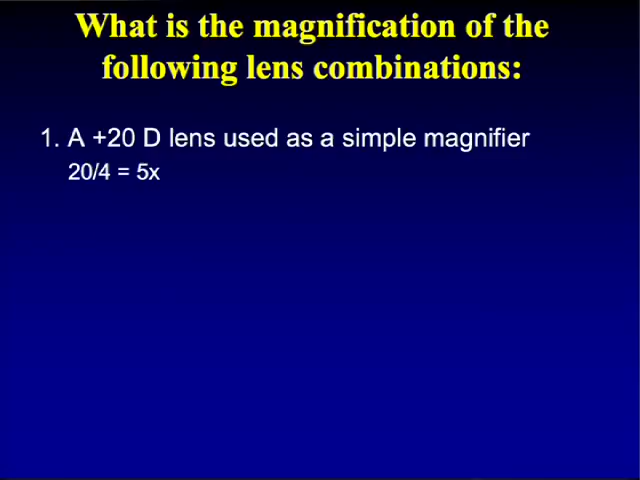 What is the magnification of the
following lens combinations:
1. A +20 D lens used as a simple magnifier
20/4 = 5x